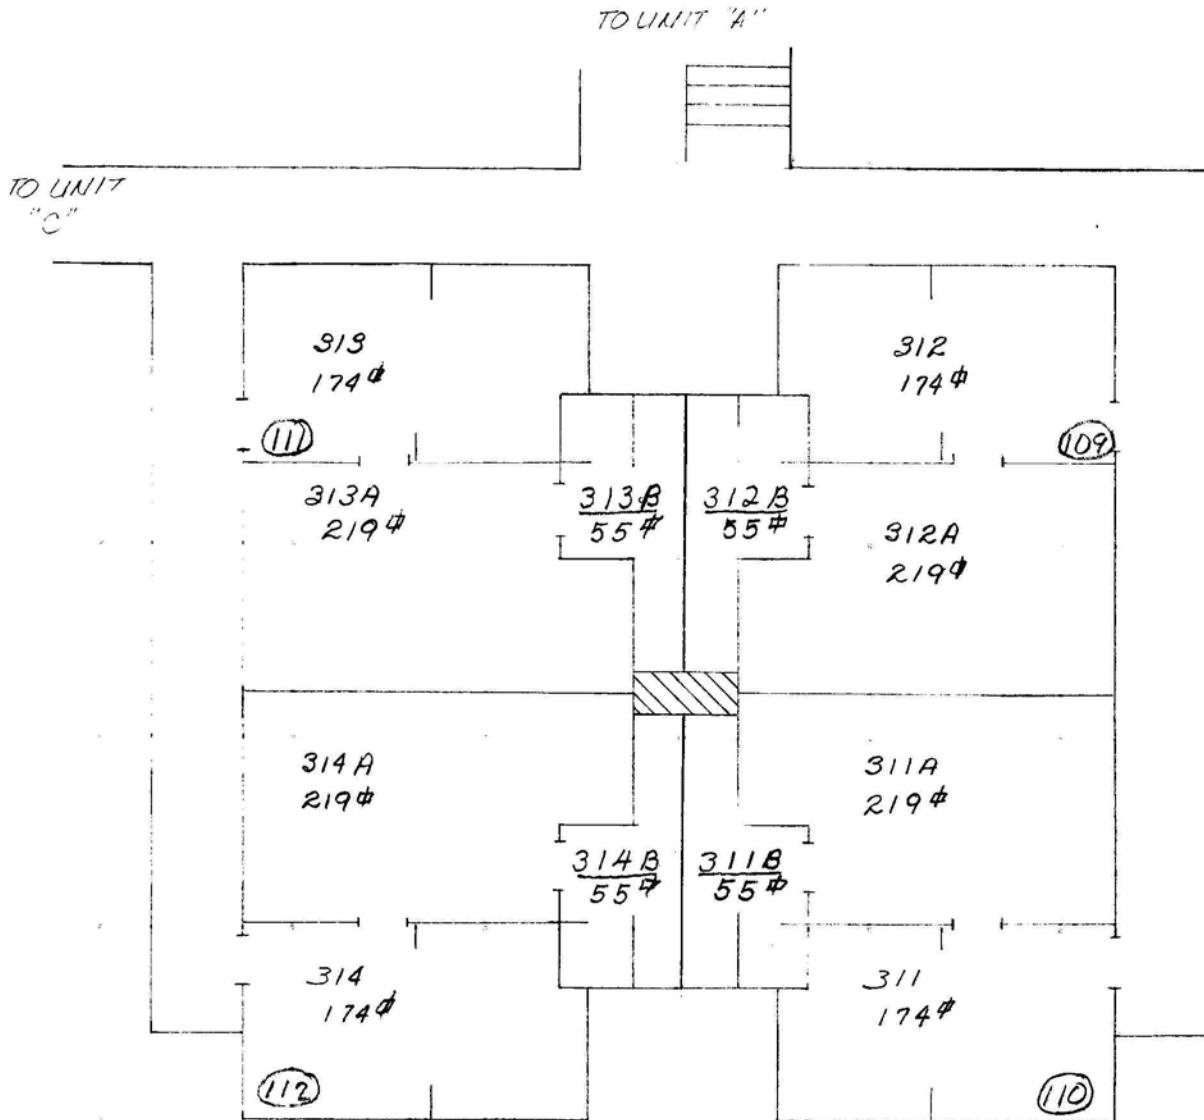 TO UNIT "A"
TO UNIT
"C"
313
174⌽
111
312
174⌽
109
313A
219⌽
313B
55⌽
312B
55⌽
312A
219⌽
314A
219⌽
311A
219⌽
314B
55⌽
311B
55⌽
314
174⌽
112
311
174⌽
110